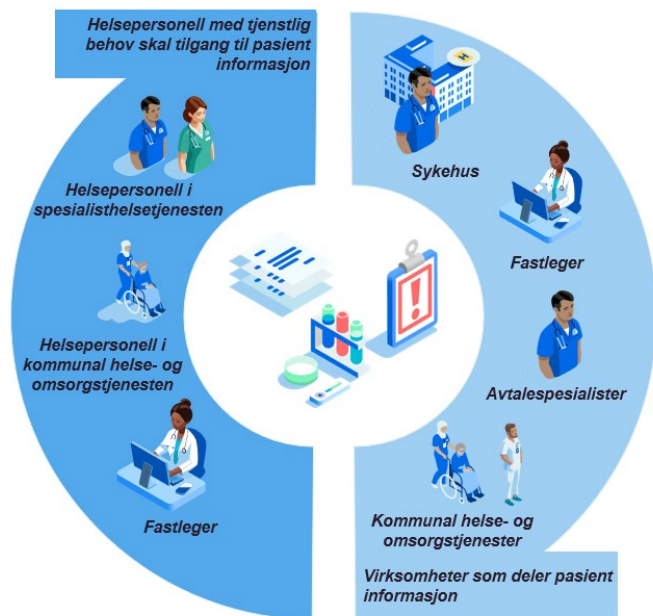 Helsepersonell med tjenstlig
behov skal tilgang til pasient
informasjon
Helsepersonell i
spesialisthelsetjenesten
Helsepersonell i
kommunal helse- og
omsorgstjenesten
Fastleger
Sykehus
Fastleger
Avtalespesialister
Kommunal helse- og
omsorgstjenester
Virksomheter som deler pasient
informasjon